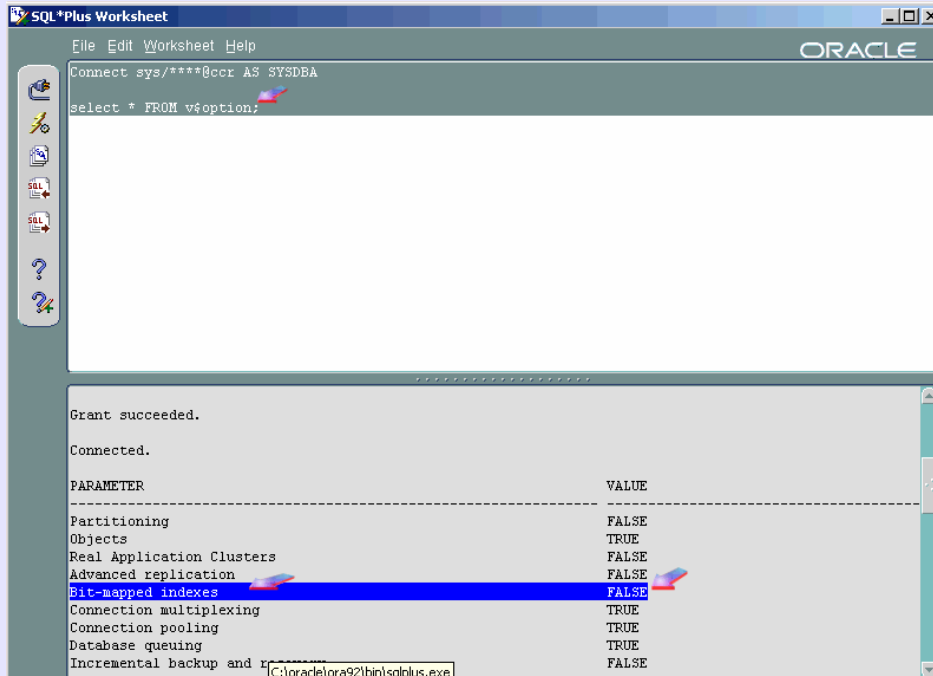 SQL*Plus Worksheet
File Edit Worksheet Help
ORACLE
Connect sys/****@ccr AS SYSDBA
select * FROM v$option;
Grant succeeded.
Connected.
PARAMETER VALUE
---------------------------------------------------------------- ----------------------------------------
Partitioning FALSE
Objects TRUE
Real Application Clusters FALSE
Advanced replication FALSE
Bit-mapped indexes FALSE
Connection multiplexing TRUE
Connection pooling TRUE
Database queuing TRUE
Incremental backup and FALSE
C:\oracle\ora92\bin\sqlplus.exe